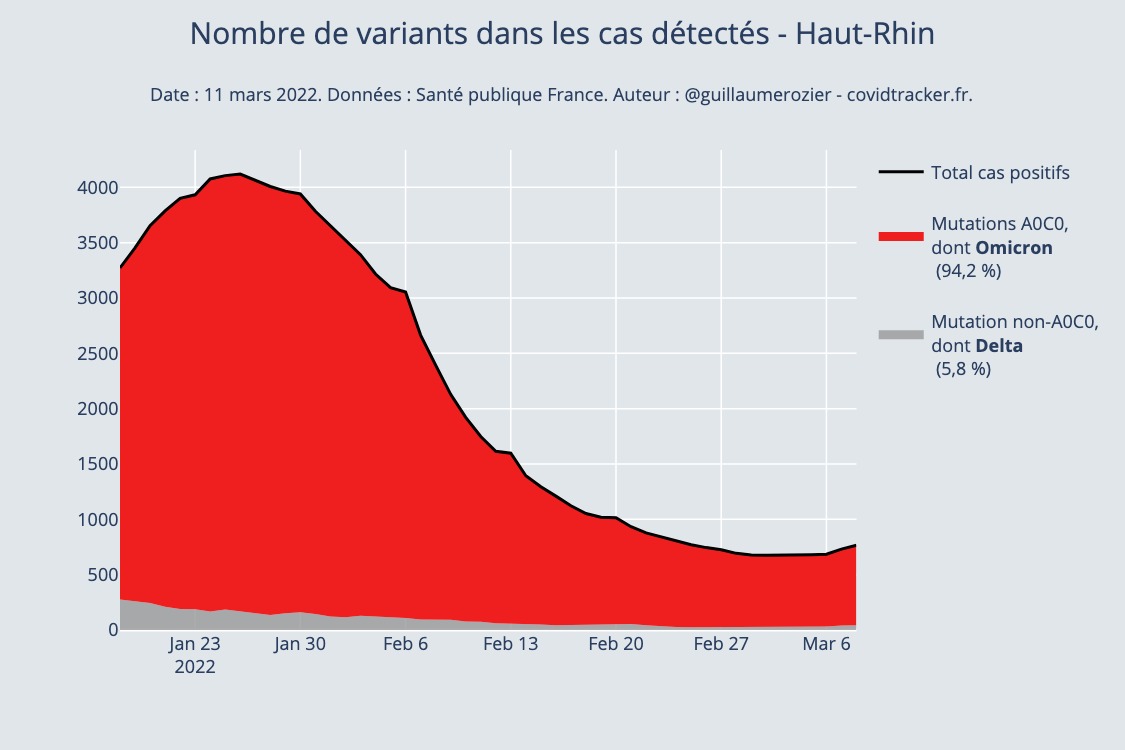 Nombre de variants dans les cas détectés - Haut-Rhin
Date : 11 mars 2022. Données : Santé publique France. Auteur : @guillaumerozier - covidtracker.fr.
4000
3500
3000
2500
2000
1500
1000
500
0
Jan 23
2022
Jan 30
Feb 6
Feb 13
Feb 20
Feb 27
Mar 6
Total cas positifs
Mutations A0C0,
dont Omicron
(94,2 %)
Mutation non-A0C0,
dont Delta
(5,8 %)